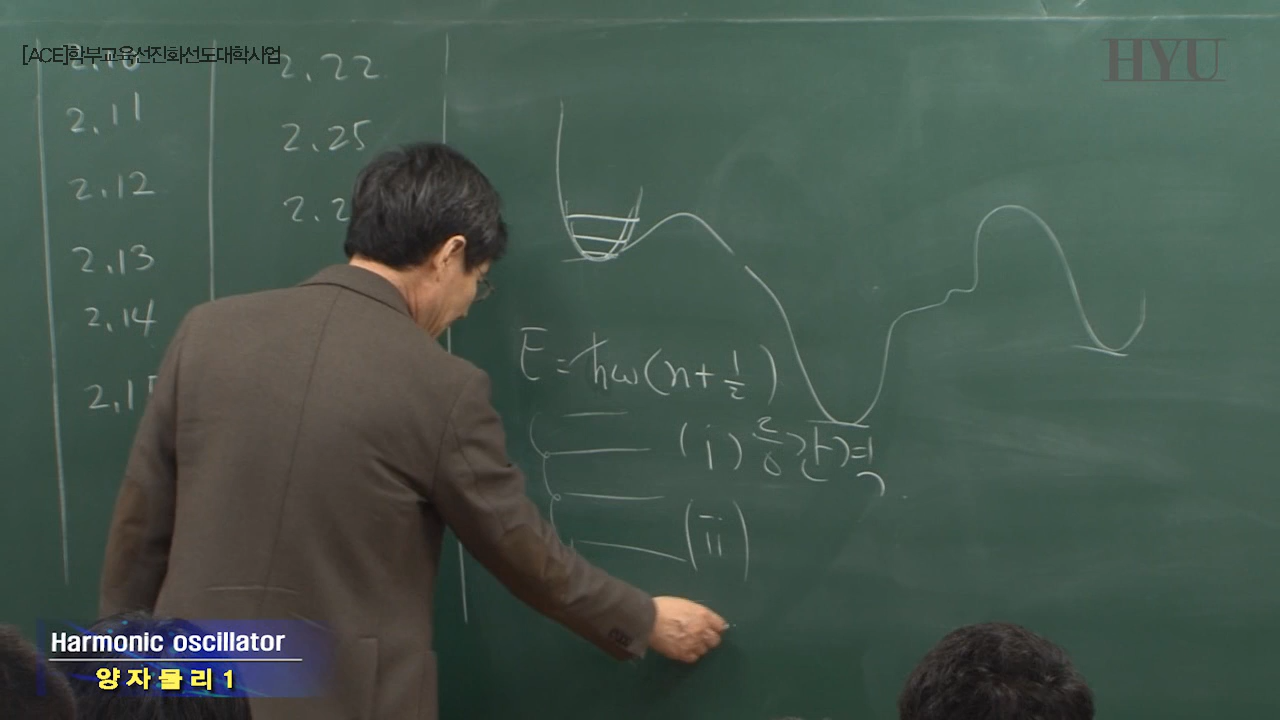 [ACE]학부교육선진화선도대학사업
HYU
2.10
2.11
2.12
2.13
2.14
2.22
2.25
E = ℏω(n + 1/2)
(i) 등간격
(ii)
Harmonic oscillator
양자물리 1